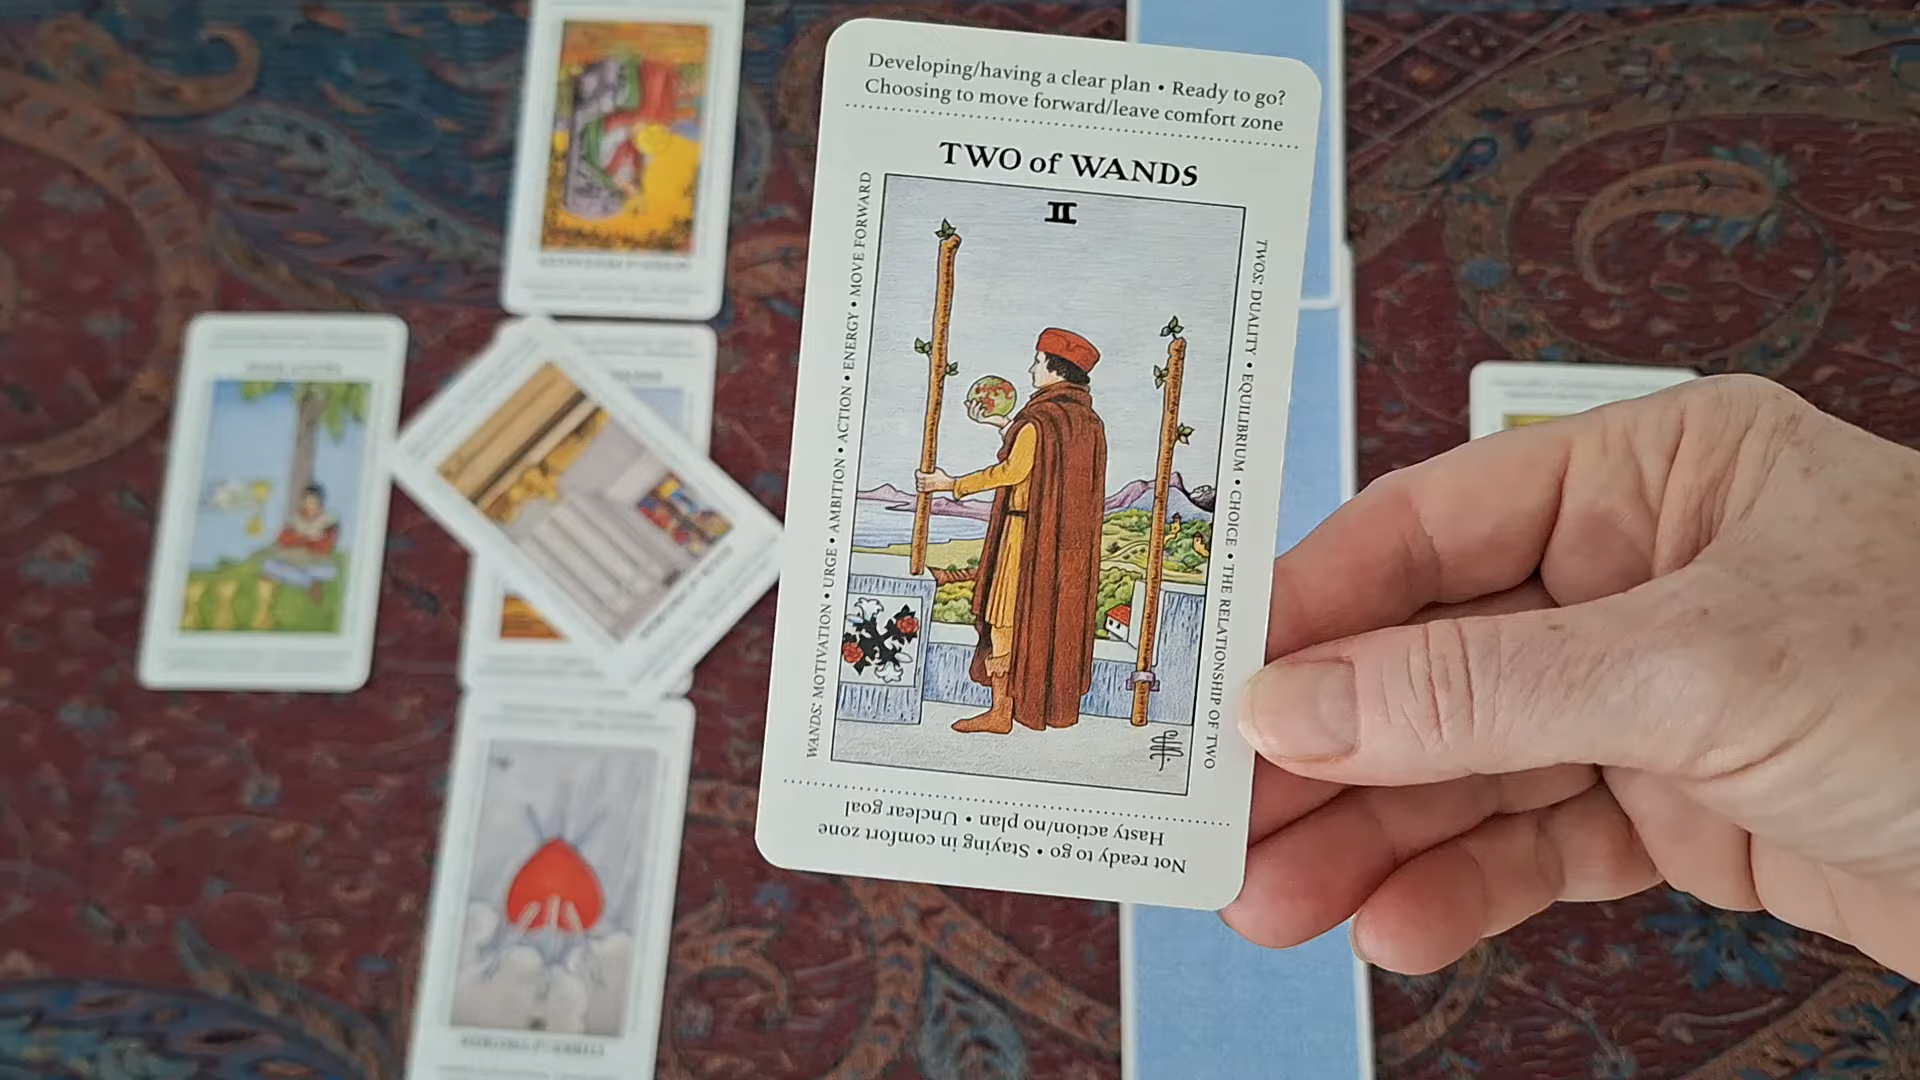 Developing/having a clear plan • Ready to go?
Choosing to move forward/leave comfort zone
TWO of WANDS
II
WANDS: MOTIVATION • URGE • AMBITION • ACTION • ENERGY • MOVE FORWARD
TWOS: DUALITY • EQUILIBRIUM • CHOICE • THE RELATIONSHIP OF TWO
Not ready to go • Staying in comfort zone
Hasty action/no plan • Unclear goal